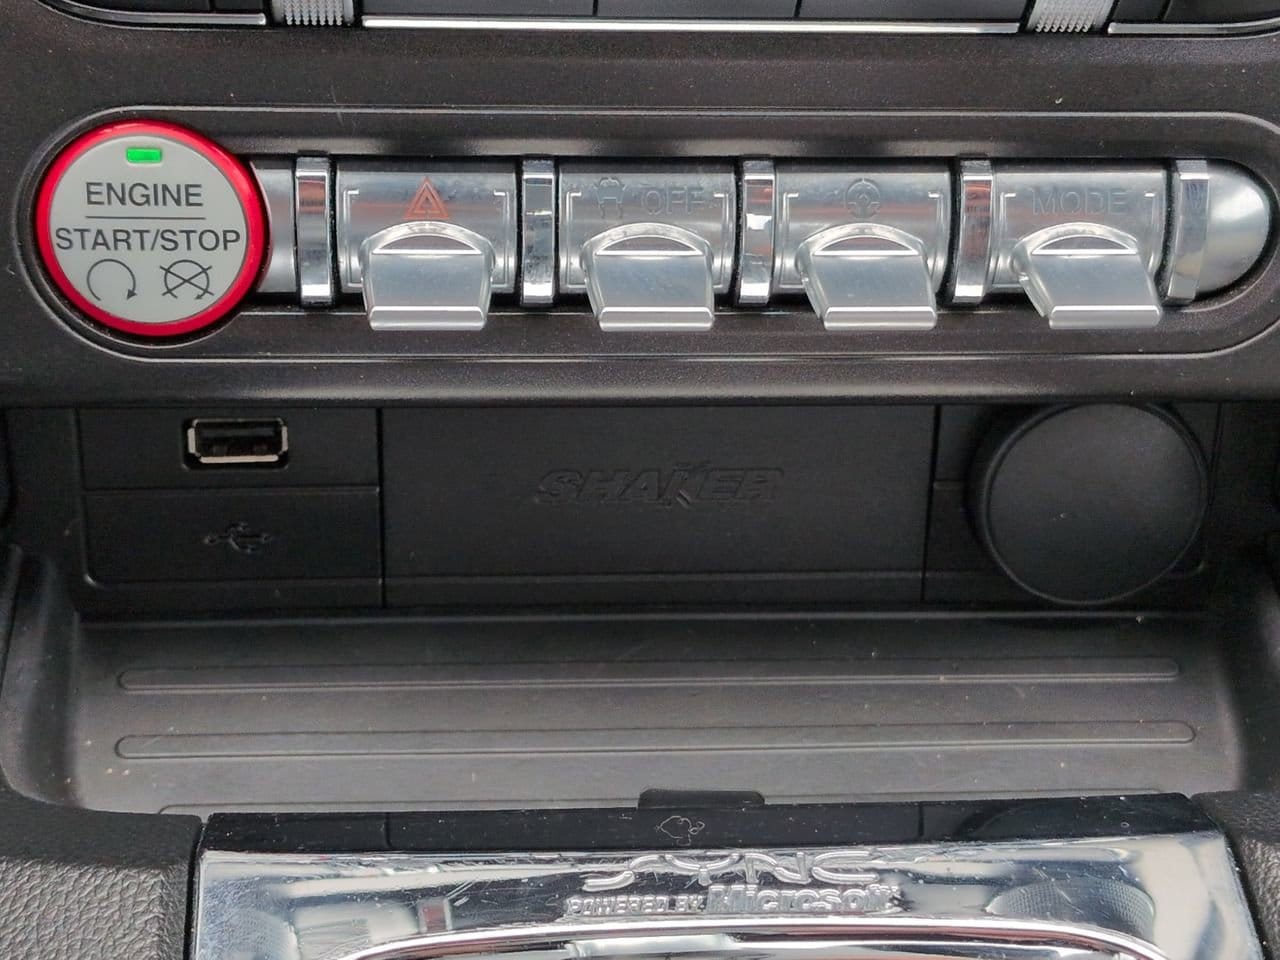 ENGINE
START/STOP
OFF
MODE
SHAKER
SYNC
POWERED BY Microsoft